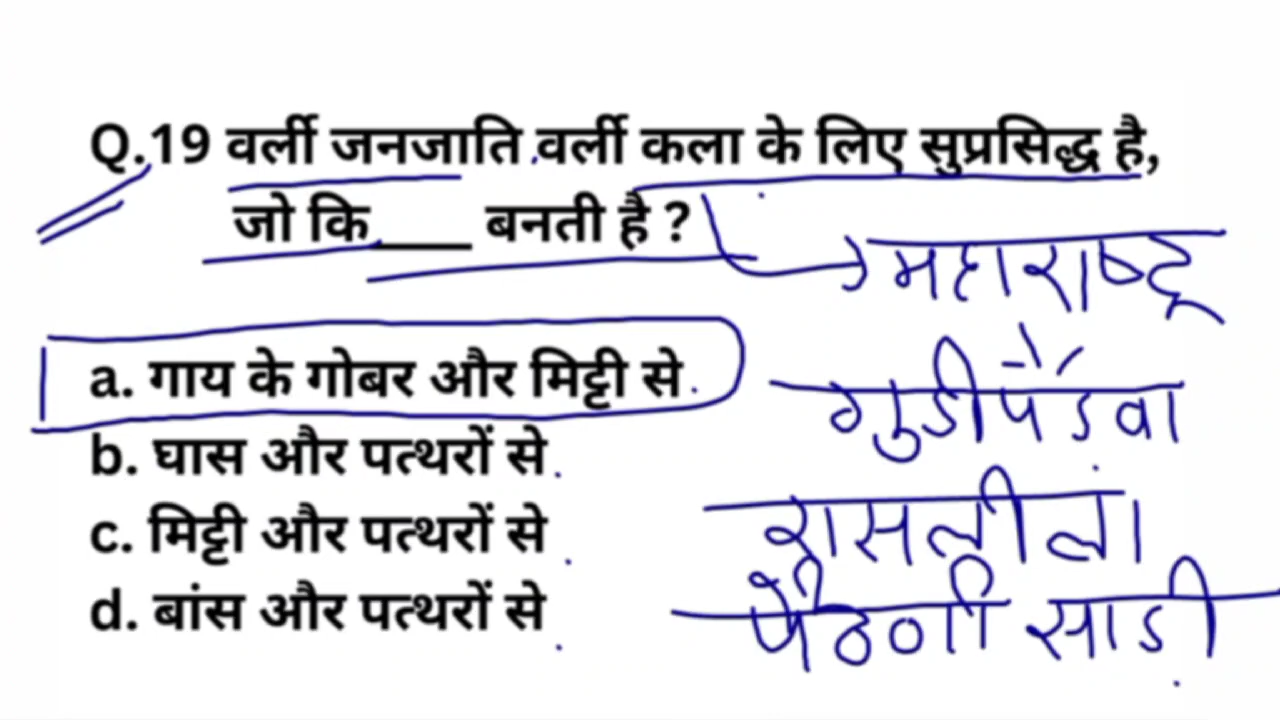 Q.19 वर्ली जनजाति वर्ली कला के लिए सुप्रसिद्ध है,
जो कि____ बनती है ?
महाराष्ट्र
a. गाय के गोबर और मिट्टी से
गुडीपडवा
b. घास और पत्थरों से
c. मिट्टी और पत्थरों से
रासलीला
d. बांस और पत्थरों से
पैठणी साडी